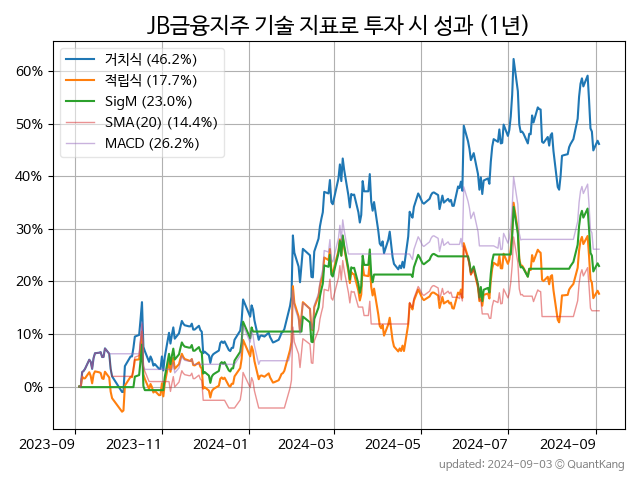 JB금융지주 기술 지표로 투자 시 성과 (1년)
거치식 (46.2%)
적립식 (17.7%)
SigM (23.0%)
SMA(20) (14.4%)
MACD (26.2%)
60%
50%
40%
30%
20%
10%
0%
2023-09 2023-11 2024-01 2024-03 2024-05 2024-07 2024-09
updated: 2024-09-03 © QuantKang